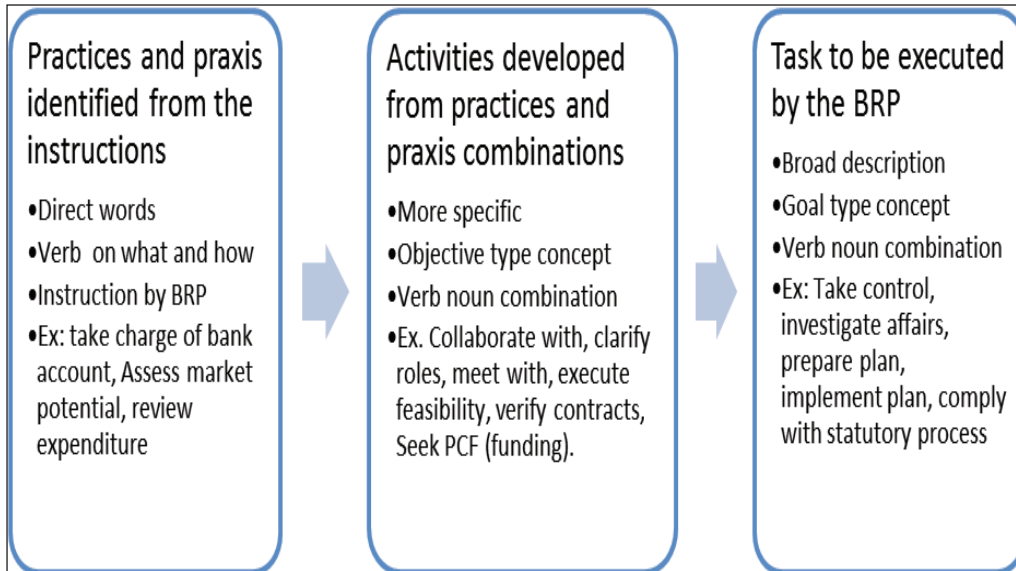 Practices and praxis
identified from the
instructions
•Direct words
•Verb on what and how
•Instruction by BRP
•Ex: take charge of bank
account, Assess market
potential, review
expenditure
Activities developed
from practices and
praxis combinations
•More specific
•Objective type concept
•Verb noun combination
•Ex. Collaborate with, clarify
roles, meet with, execute
feasibility, verify contracts,
Seek PCF (funding).
Task to be executed
by the BRP
•Broad description
•Goal type concept
•Verb noun combination
•Ex: Take control,
investigate affairs,
prepare plan,
implement plan, comply
with statutory process